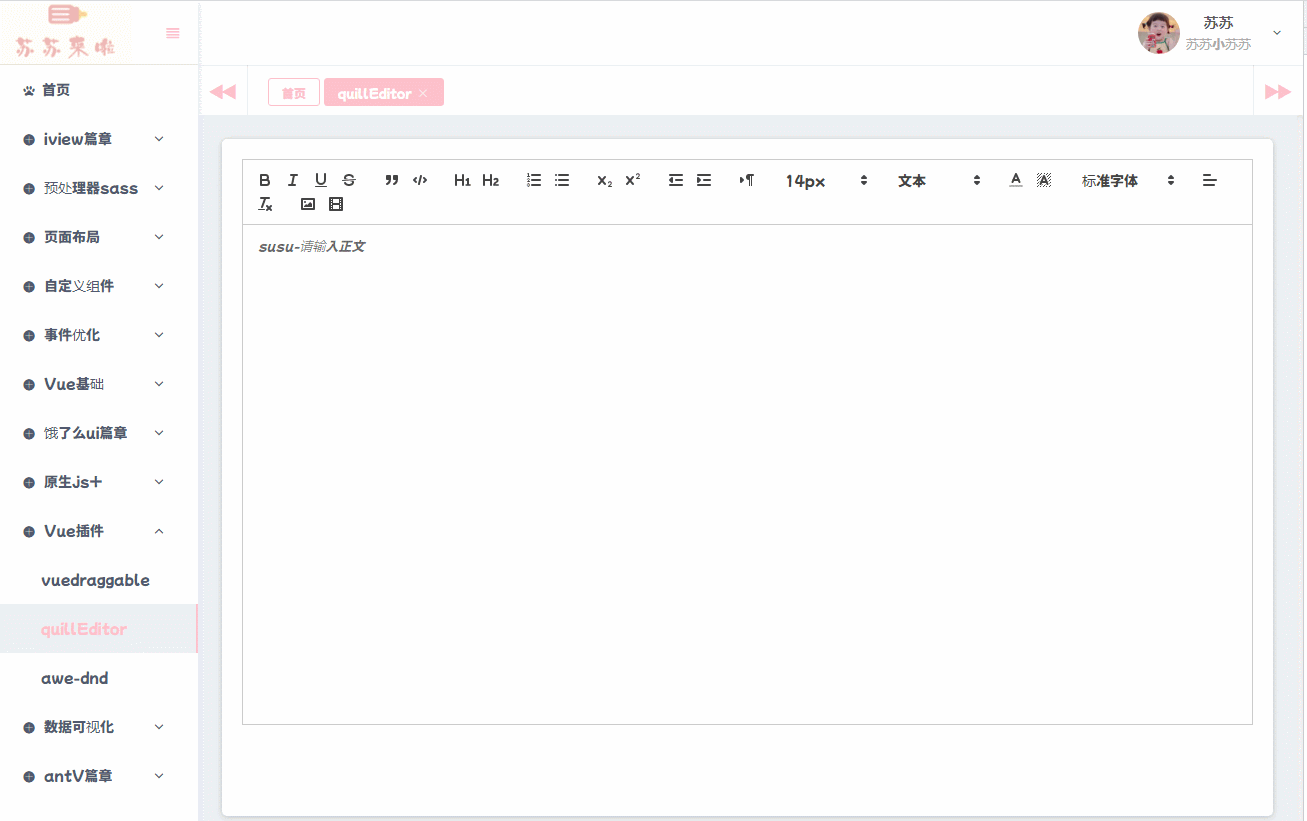 苏苏来啦
苏苏
苏苏小苏苏
首页
quillEditor
首页
iview篇章
预处理器sass
页面布局
自定义组件
事件优化
Vue基础
饿了么ui篇章
原生Js+
Vue插件
vuedraggable
quillEditor
awe-dnd
数据可视化
antV篇章
B I U S ” </> H1 H2 X2 X² 14px 文本 A A 标准字体
Tx
susu-请输入正文